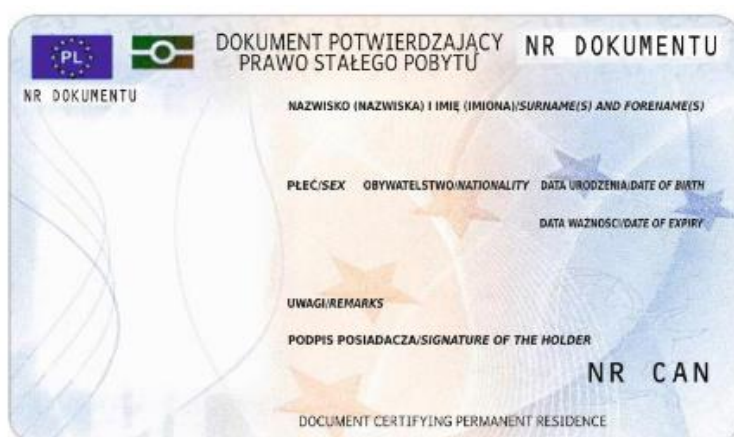 PL
DOKUMENT POTWIERDZAJĄCY
PRAWO STAŁEGO POBYTU
NR DOKUMENTU
NR DOKUMENTU
NAZWISKO (NAZWISKA) I IMIĘ (IMIONA)/SURNAME(S) AND FORENAME(S)
PŁEĆ/SEX OBYWATELSTWO/NATIONALITY DATA URODZENIA/DATE OF BIRTH
DATA WAŻNOŚCI/DATE OF EXPIRY
UWAGI/REMARKS
PODPIS POSIADACZA/SIGNATURE OF THE HOLDER
NR CAN
DOCUMENT CERTIFYING PERMANENT RESIDENCE